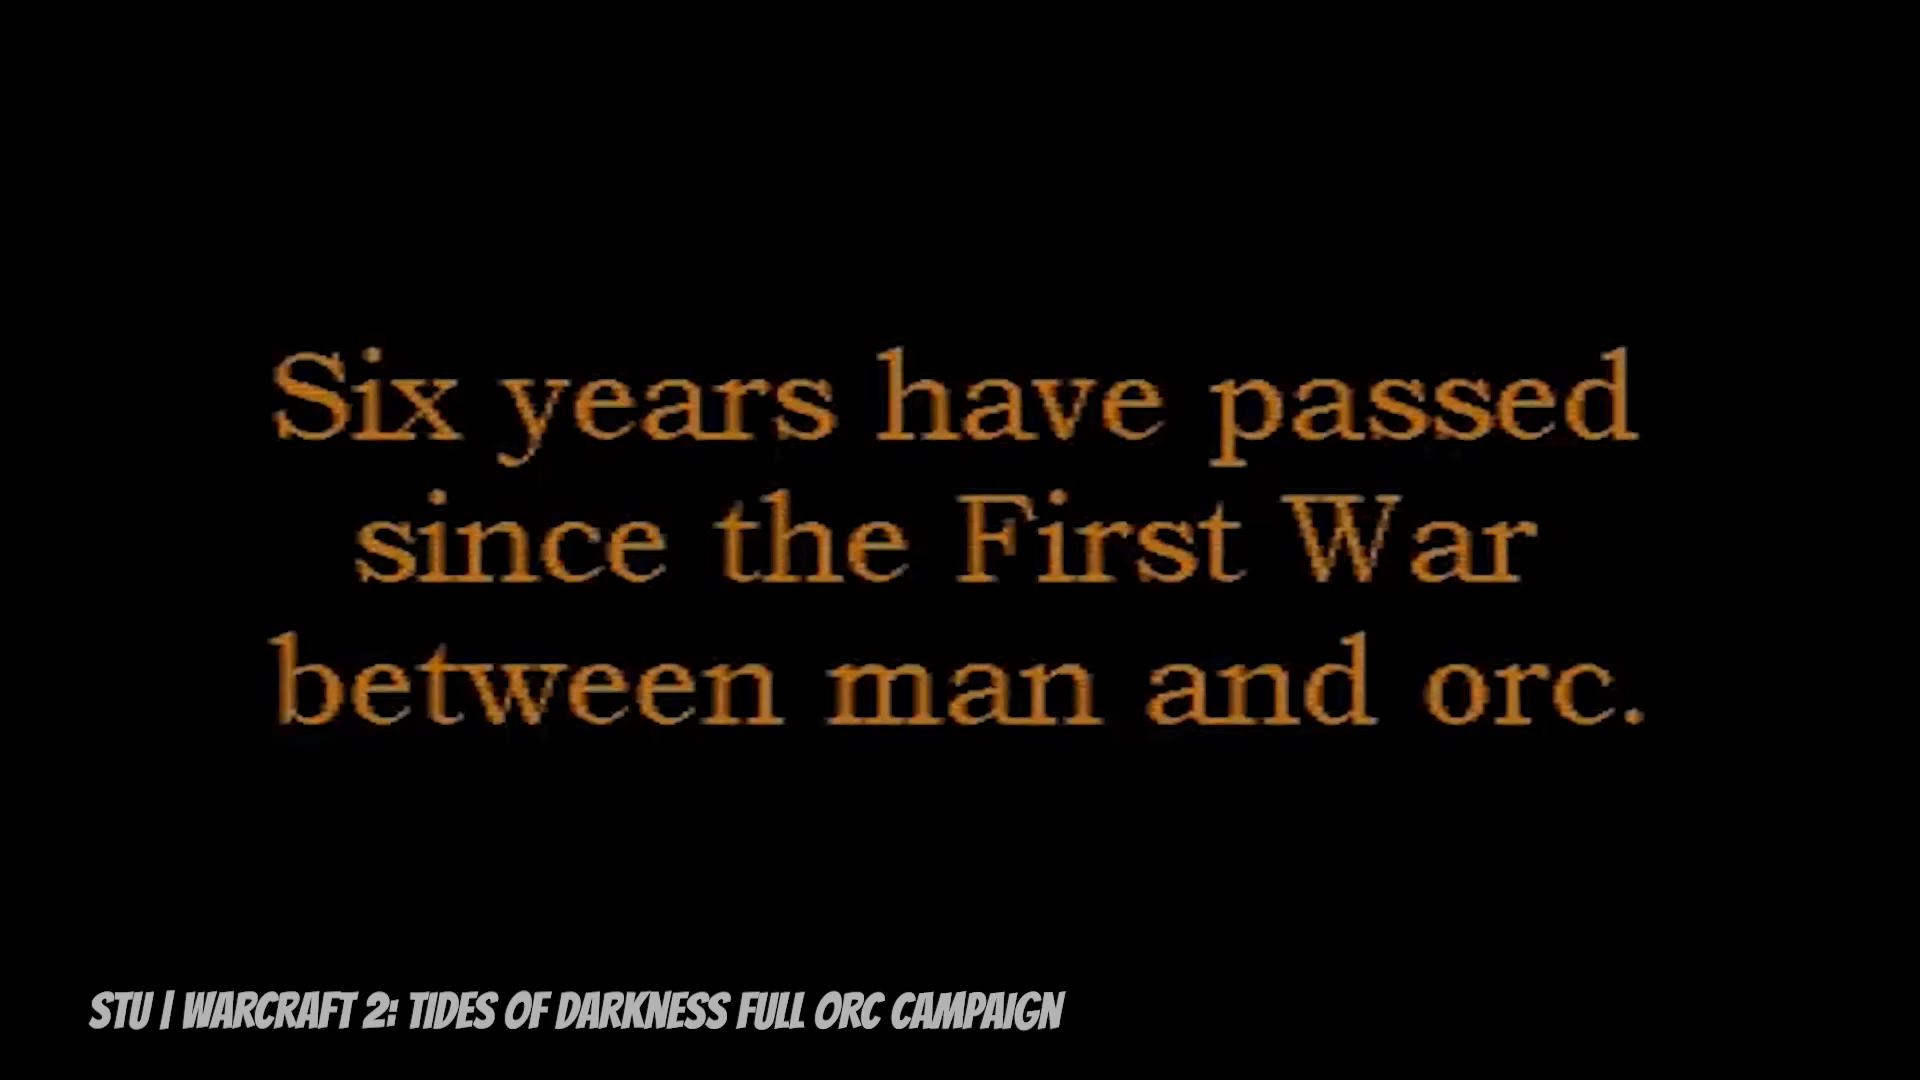 Six years have passed
since the First War
between man and orc.
STU | WARCRAFT 2: TIDES OF DARKNESS FULL ORC CAMPAIGN